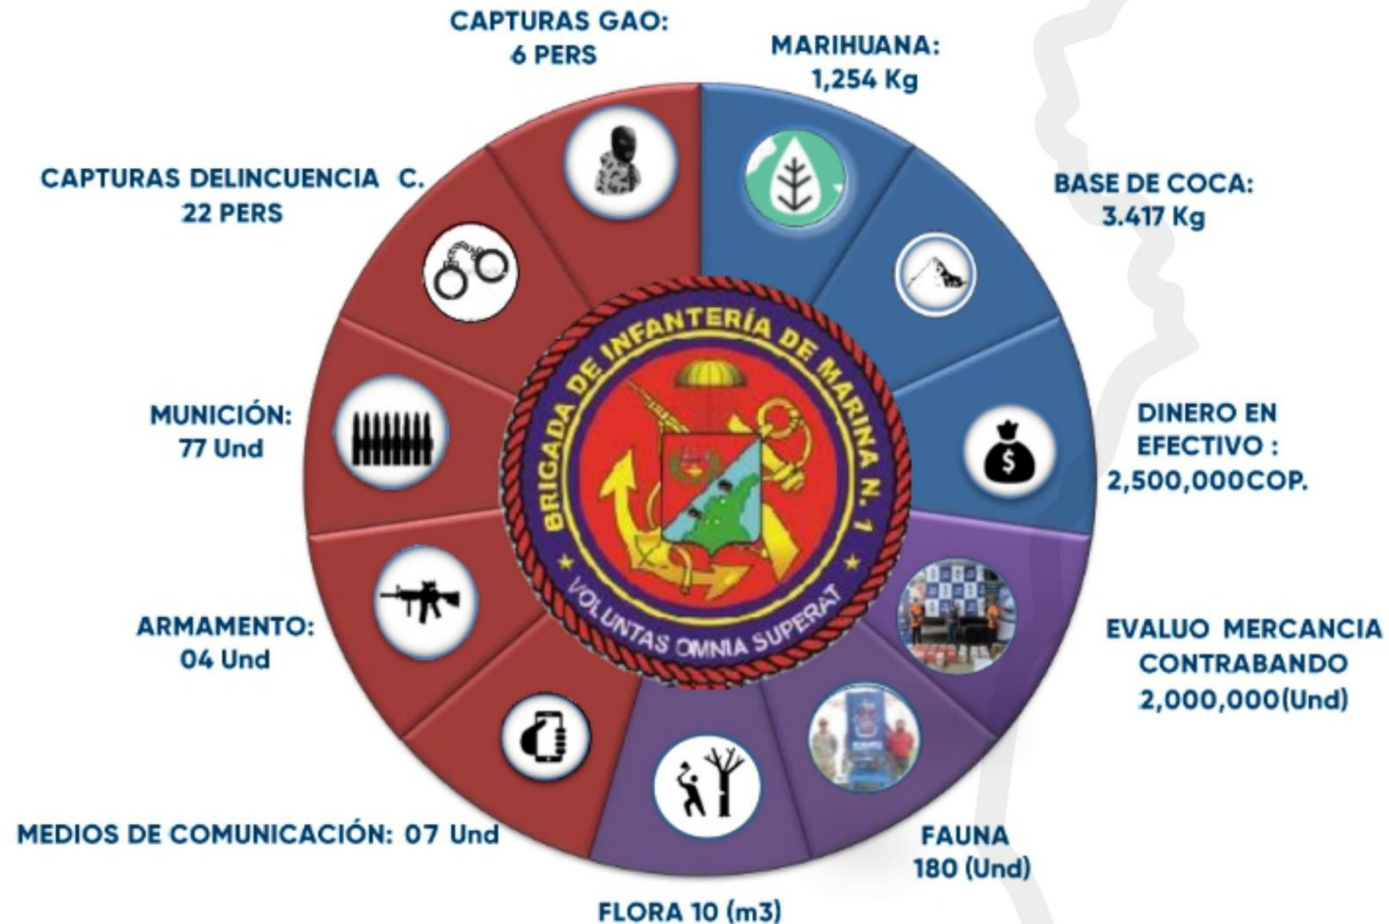 CAPTURAS GAO:
6 PERS
MARIHUANA:
1,254 Kg
CAPTURAS DELINCUENCIA C.
22 PERS
BASE DE COCA:
3.417 Kg
MUNICIÓN:
77 Und
DINERO EN
EFECTIVO :
2,500,000COP.
BRIGADA DE INFANTERÍA DE MARINA N. 1
VOLUNTAS OMNIA SUPERAT
$
ARMAMENTO:
04 Und
EVALUO MERCANCIA
CONTRABANDO
2,000,000(Und)
MEDIOS DE COMUNICACIÓN: 07 Und
FAUNA
180 (Und)
FLORA 10 (m3)